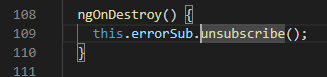 108 ngOnDestroy() {
109 this.errorSub.unsubscribe();
110 }
111